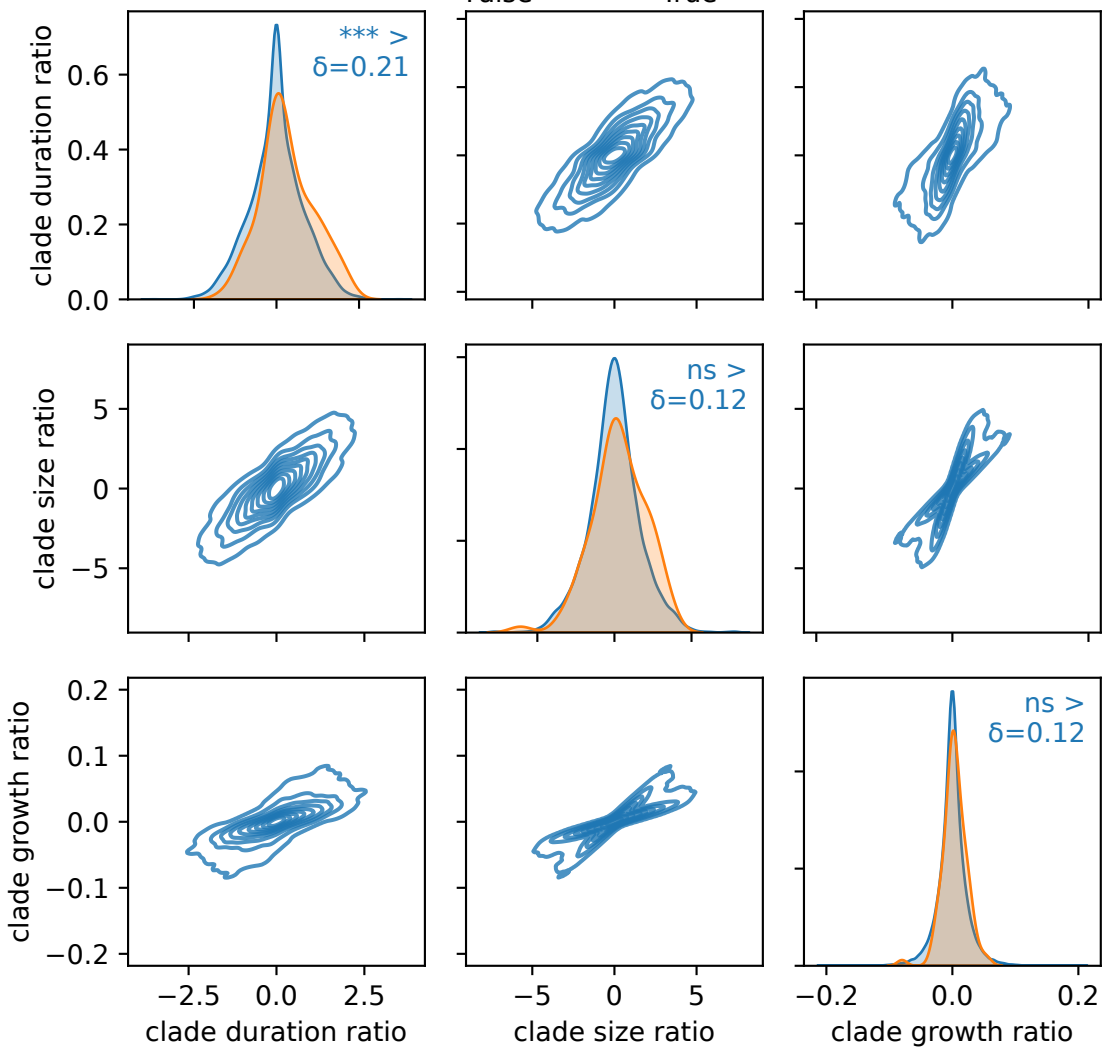 clade duration ratio
0.6
0.4
0.2
0.0
*** >
δ=0.21
clade size ratio
5
0
−5
ns >
δ=0.12
clade growth ratio
0.2
0.1
0.0
−0.1
−0.2
ns >
δ=0.12
−2.5 0.0 2.5
−5 0 5
−0.2 0.0 0.2
clade duration ratio
clade size ratio
clade growth ratio